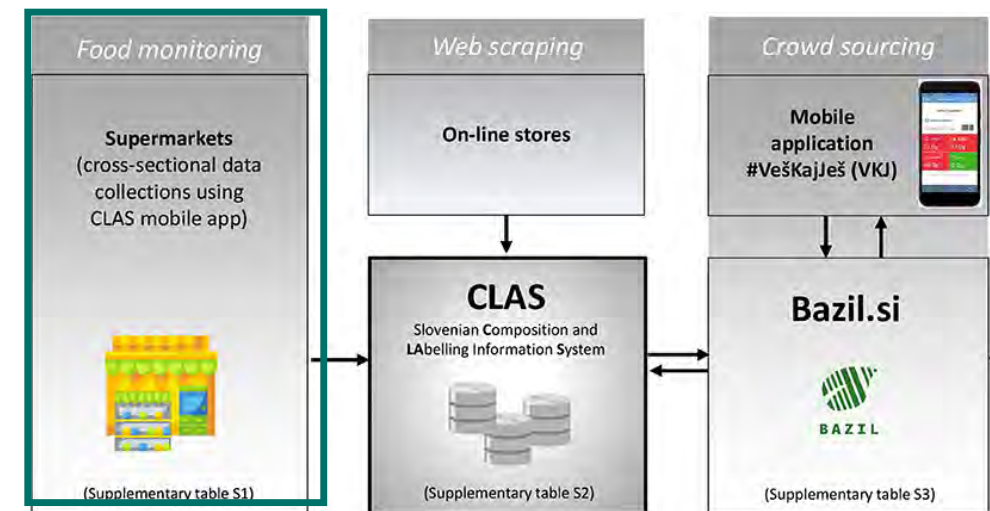 Food monitoring
Supermarkets
(cross-sectional data
collections using
CLAS mobile app)
(Supplementary table S1)
Web scraping
On-line stores
CLAS
Slovenian Composition and
LAbelling Information System
(Supplementary table S2)
Crowd sourcing
Mobile
application
#VešKajJeš (VKJ)
Bazil.si
BAZIL
(Supplementary table S3)